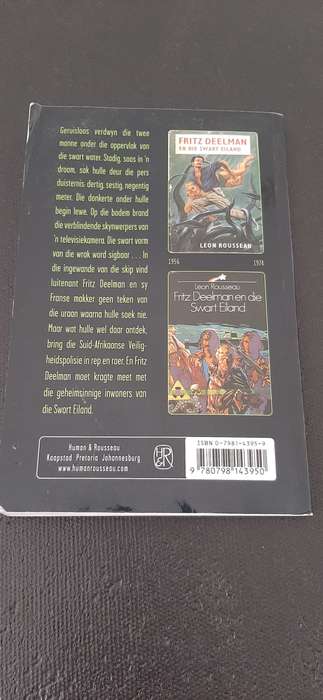 Geruisloos verdwyn die twee
manne onder die oppervlak van
die swart water. Stadig, soos in 'n
droom, sak hulle deur die pers
duisternis: dertig, sestig, negentig
meter. Die donkerte onder hulle
begin lewe. Op die bodem brand
die verblindende skynwerpers van
'n televisiekamera. Die swart vorm
van die wrak word sigbaar ... In
die ingewande van die skip vind
luitenant Fritz Deelman en sy
Franse makker geen teken van
die uraan waarna hulle soek nie.
Maar wat hulle wel daar ontdek,
bring die Suid-Afrikaanse Veilig-
heidspolisie in rep en roer. En Fritz
Deelman moet kragte meet met
die geheimsinnige inwoners van
die Swart Eiland.
FRITZ DEELMAN
EN DIE SWART EILAND
LEON ROUSSEAU
1956
1974
Leon Rousseau
Fritz Deelman en die
Swart Eiland
Human & Rousseau
Kaapstad Pretoria Johannesburg
www.humanrousseau.com
H&R
ISBN 0-7981-4395-9
9 780798 143950